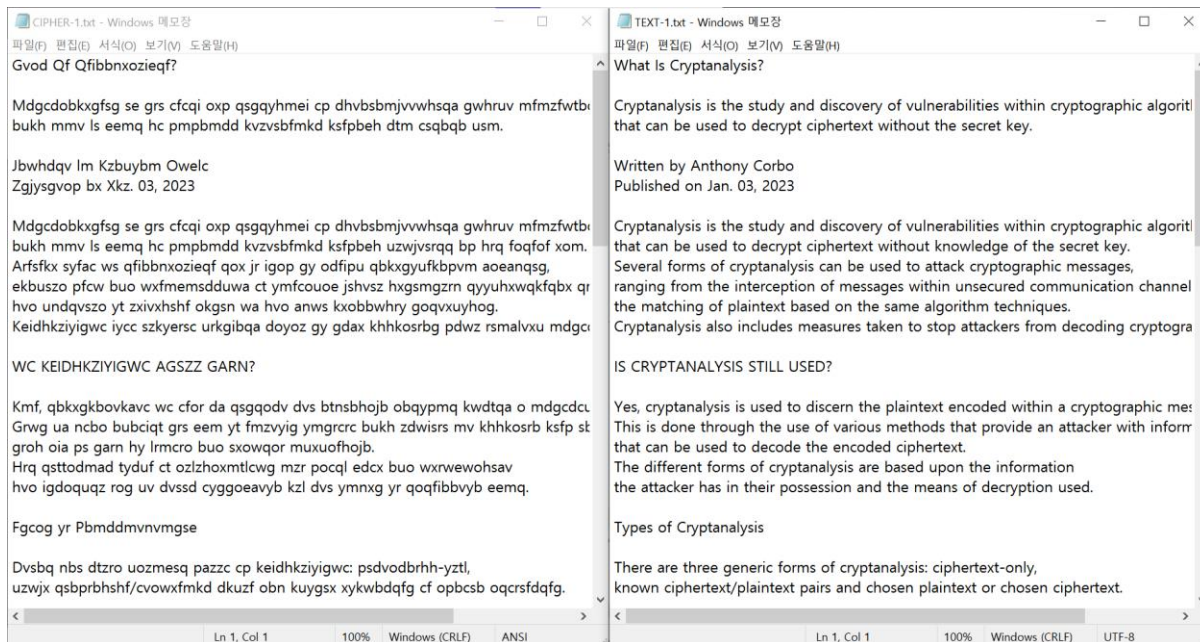 CIPHER-1.txt - Windows 메모장
파일(F) 편집(E) 서식(O) 보기(V) 도움말(H)
Gvod Qf Qfibbnxozieqf?
Mdgcdobkxgfsg se grs cfcqi oxp qsgqyhmei cp dhvbsbmjvvwhsqa gwhruv mfmzfwtb
bukh mmv ls eemq hc pmpbmdd kvzvsbfmkd ksfpbeh dtm csqbqb usm.
Jbwhdqv lm Kzbuybm Owelc
Zgjysgvop bx Xkz. 03, 2023
Mdgcdobkxgfsg se grs cfcqi oxp qsgqyhmei cp dhvbsbmjvvwhsqa gwhruv mfmzfwtb
bukh mmv ls eemq hc pmpbmdd kvzvsbfmkd ksfpbeh uzwjvsrqq bp hrq foqfof xom.
Arfsfkx syfac ws qfibbnxozieqf qox jr igop gy odfipu qbkxgyufkbpvm aoeanqsg,
ekbuszo pfcw buo wxfmemsdduwa ct ymfcouoe jshvsz hxgsmgzrn qyyuhxwqkfqbx qr
hvo undqvszo yt zxivxhshf okgsn wa hvo anws kxobbwhry goqvxuyhog.
Keidhkziyigwc iycc szkyersc urkgibqa doyoz gy gdax khhkosrbg pdwz rsmalvxu mdgc
WC KEIDHKZIYIGWC AGSZZ GARN?
Kmf, qbkxgkbovkavc wc cfor da qsgqodv dvs btnsbhojb obqypmq kwdtqa o mdgcdc
Grwg ua ncbo bubciqt grs eem yt fmzvyig ymgrcrc bukh zdwisrs mv khhkosrb ksfp sb
groh oia ps garn hy lrmcro buo sxowqor muxuofhojb.
Hrq qsttodmad tyduf ct ozlzhoxmtlcwg mzr pocql edcx buo wxrwewohsav
hvo igdoquqz rog uv dvssd cyggoeavyb kzl dvs ymnxg yr qoqfibbvyb eemq.
Fgcog yr Pbmddmvnvmgse
Dvsbq nbs dtzro uozmesq pazzc cp keidhkziyigwc: psdvodbrhh-yztl,
uzwjx qsbprbhshf/cvowxfmkd dkuzf obn kuygsx xykwbdqfg cf opbcsb oqcrsfdqfg.
Ln 1, Col 1 100% Windows (CRLF) ANSI
TEXT-1.txt - Windows 메모장
파일(F) 편집(E) 서식(O) 보기(V) 도움말(H)
What Is Cryptanalysis?
Cryptanalysis is the study and discovery of vulnerabilities within cryptographic algoritl
that can be used to decrypt ciphertext without the secret key.
Written by Anthony Corbo
Published on Jan. 03, 2023
Cryptanalysis is the study and discovery of vulnerabilities within cryptographic algoritl
that can be used to decrypt ciphertext without knowledge of the secret key.
Several forms of cryptanalysis can be used to attack cryptographic messages,
ranging from the interception of messages within unsecured communication channel
the matching of plaintext based on the same algorithm techniques.
Cryptanalysis also includes measures taken to stop attackers from decoding cryptogra
IS CRYPTANALYSIS STILL USED?
Yes, cryptanalysis is used to discern the plaintext encoded within a cryptographic mes
This is done through the use of various methods that provide an attacker with inform
that can be used to decode the encoded ciphertext.
The different forms of cryptanalysis are based upon the information
the attacker has in their possession and the means of decryption used.
Types of Cryptanalysis
There are three generic forms of cryptanalysis: ciphertext-only,
known ciphertext/plaintext pairs and chosen plaintext or chosen ciphertext.
Ln 1, Col 1 100% Windows (CRLF) UTF-8